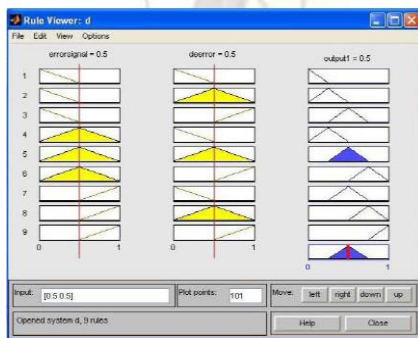 Rule Viewer: d
File Edit View Options
errorsignal = 0.5
deerror = 0.5
output1 = 0.5
1
2
3
4
5
6
7
8
9
0 1
0 1
0 1
Input: [0.5 0.5]
Plot points: 101
Move: left right down up
Opened system d, 9 rules
Help Close